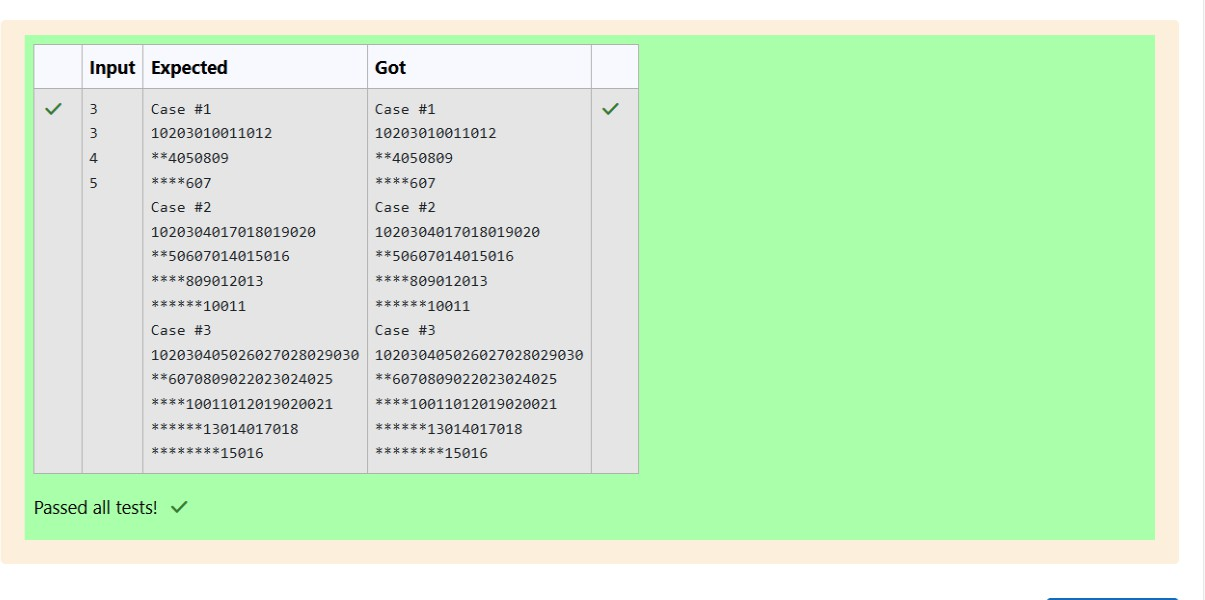 Input Expected Got
3 Case #1 Case #1
3 10203010011012 10203010011012
4 **4050809 **4050809
5 ****607 ****607
Case #2 Case #2
1020304017018019020 1020304017018019020
**50607014015016 **50607014015016
****809012013 ****809012013
******10011 ******10011
Case #3 Case #3
102030405026027028029030 102030405026027028029030
**6070809022023024025 **6070809022023024025
****10011012019020021 ****10011012019020021
******13014017018 ******13014017018
********15016 ********15016
Passed all tests!